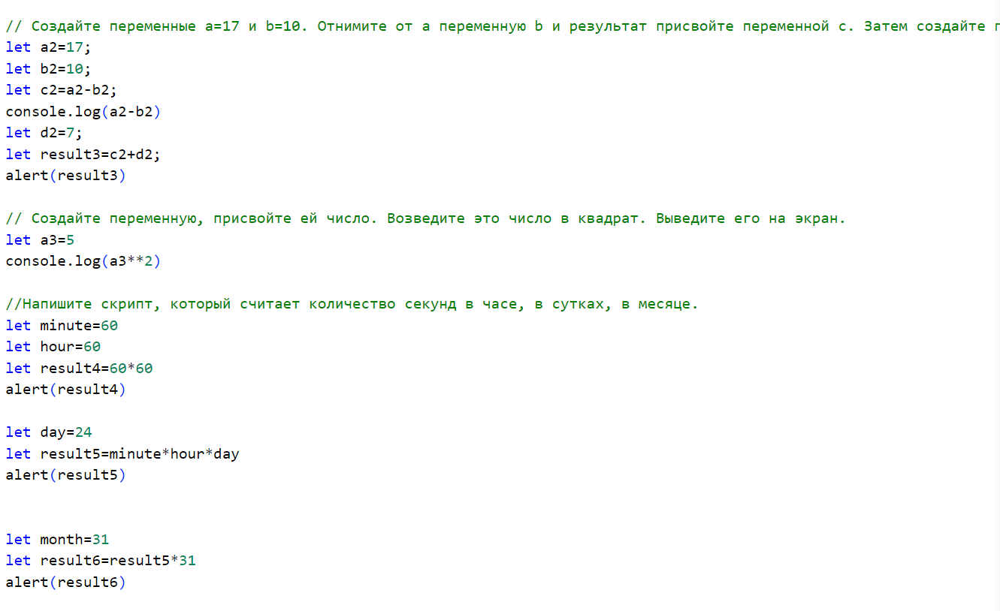 // Создайте переменные a=17 и b=10. Отнимите от a переменную b и результат присвойте переменной c. Затем создайте
let a2=17;
let b2=10;
let c2=a2-b2;
console.log(a2-b2)
let d2=7;
let result3=c2+d2;
alert(result3)
// Создайте переменную, присвойте ей число. Возведите это число в квадрат. Выведите его на экран.
let a3=5
console.log(a3**2)
//Напишите скрипт, который считает количество секунд в часе, в сутках, в месяце.
let minute=60
let hour=60
let result4=60*60
alert(result4)
let day=24
let result5=minute*hour*day
alert(result5)
let month=31
let result6=result5*31
alert(result6)